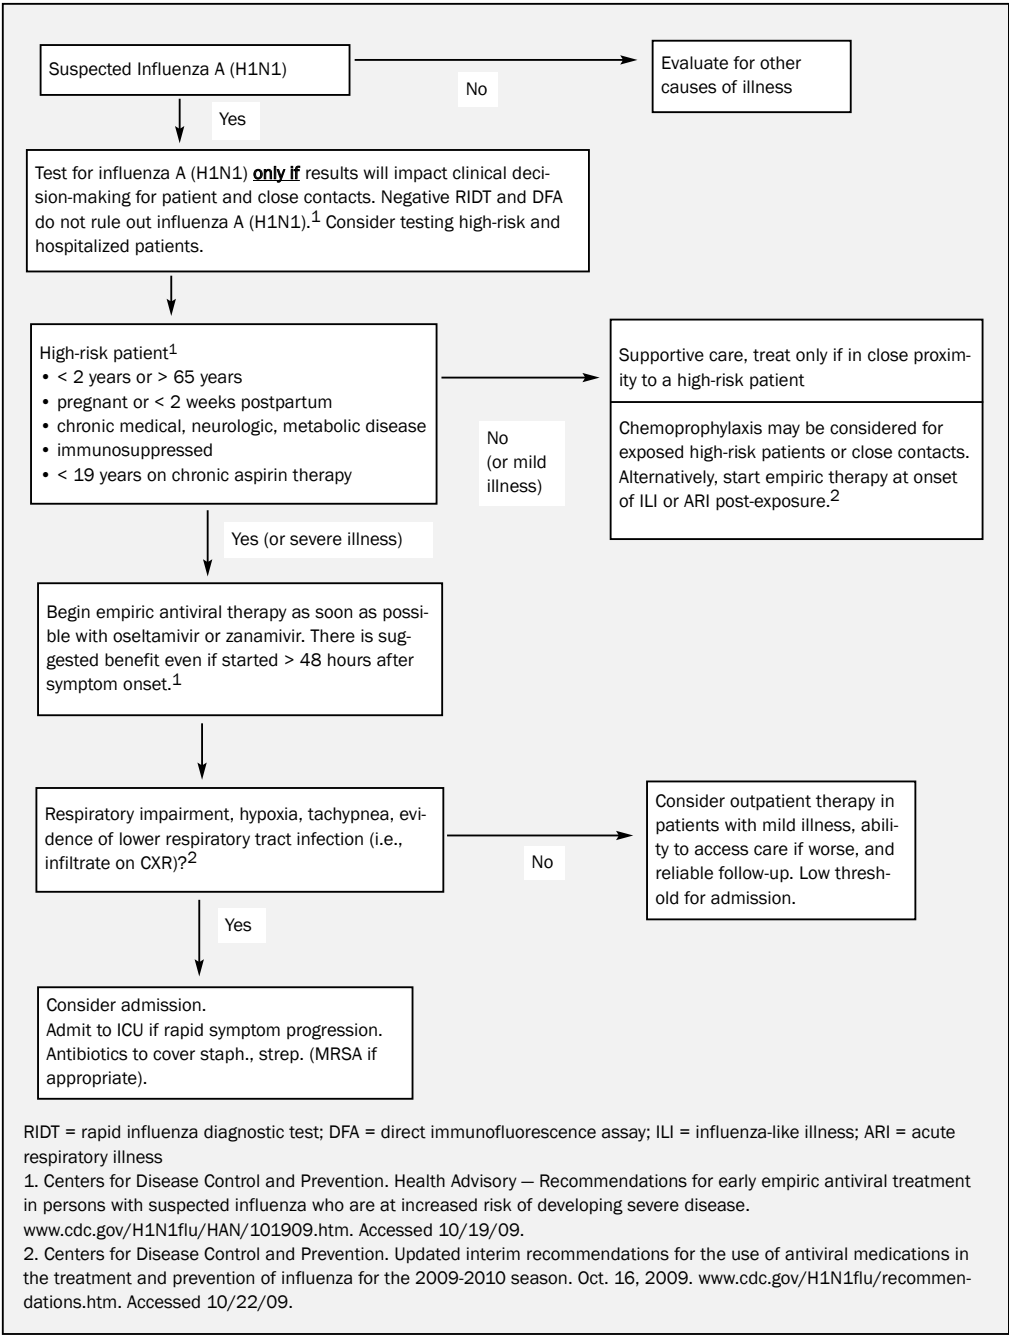 Suspected Influenza A (H1N1)
No
Evaluate for other
causes of illness
Yes
Test for influenza A (H1N1) only if results will impact clinical deci-
sion-making for patient and close contacts. Negative RIDT and DFA
do not rule out influenza A (H1N1).1 Consider testing high-risk and
hospitalized patients.
High-risk patient1
• < 2 years or > 65 years
• pregnant or < 2 weeks postpartum
• chronic medical, neurologic, metabolic disease
• immunosuppressed
• < 19 years on chronic aspirin therapy
No
(or mild
illness)
Supportive care, treat only if in close proxim-
ity to a high-risk patient
Chemoprophylaxis may be considered for
exposed high-risk patients or close contacts.
Alternatively, start empiric therapy at onset
of ILI or ARI post-exposure.2
Yes (or severe illness)
Begin empiric antiviral therapy as soon as possi-
ble with oseltamivir or zanamivir. There is sug-
gested benefit even if started > 48 hours after
symptom onset.1
Respiratory impairment, hypoxia, tachypnea, evi-
dence of lower respiratory tract infection (i.e.,
infiltrate on CXR)?2
No
Consider outpatient therapy in
patients with mild illness, abili-
ty to access care if worse, and
reliable follow-up. Low thresh-
old for admission.
Yes
Consider admission.
Admit to ICU if rapid symptom progression.
Antibiotics to cover staph., strep. (MRSA if
appropriate).
RIDT = rapid influenza diagnostic test; DFA = direct immunofluorescence assay; ILI = influenza-like illness; ARI = acute
respiratory illness
1. Centers for Disease Control and Prevention. Health Advisory — Recommendations for early empiric antiviral treatment
in persons with suspected influenza who are at increased risk of developing severe disease.
www.cdc.gov/H1N1flu/HAN/101909.htm. Accessed 10/19/09.
2. Centers for Disease Control and Prevention. Updated interim recommendations for the use of antiviral medications in
the treatment and prevention of influenza for the 2009-2010 season. Oct. 16, 2009. www.cdc.gov/H1N1flu/recommen-
dations.htm. Accessed 10/22/09.